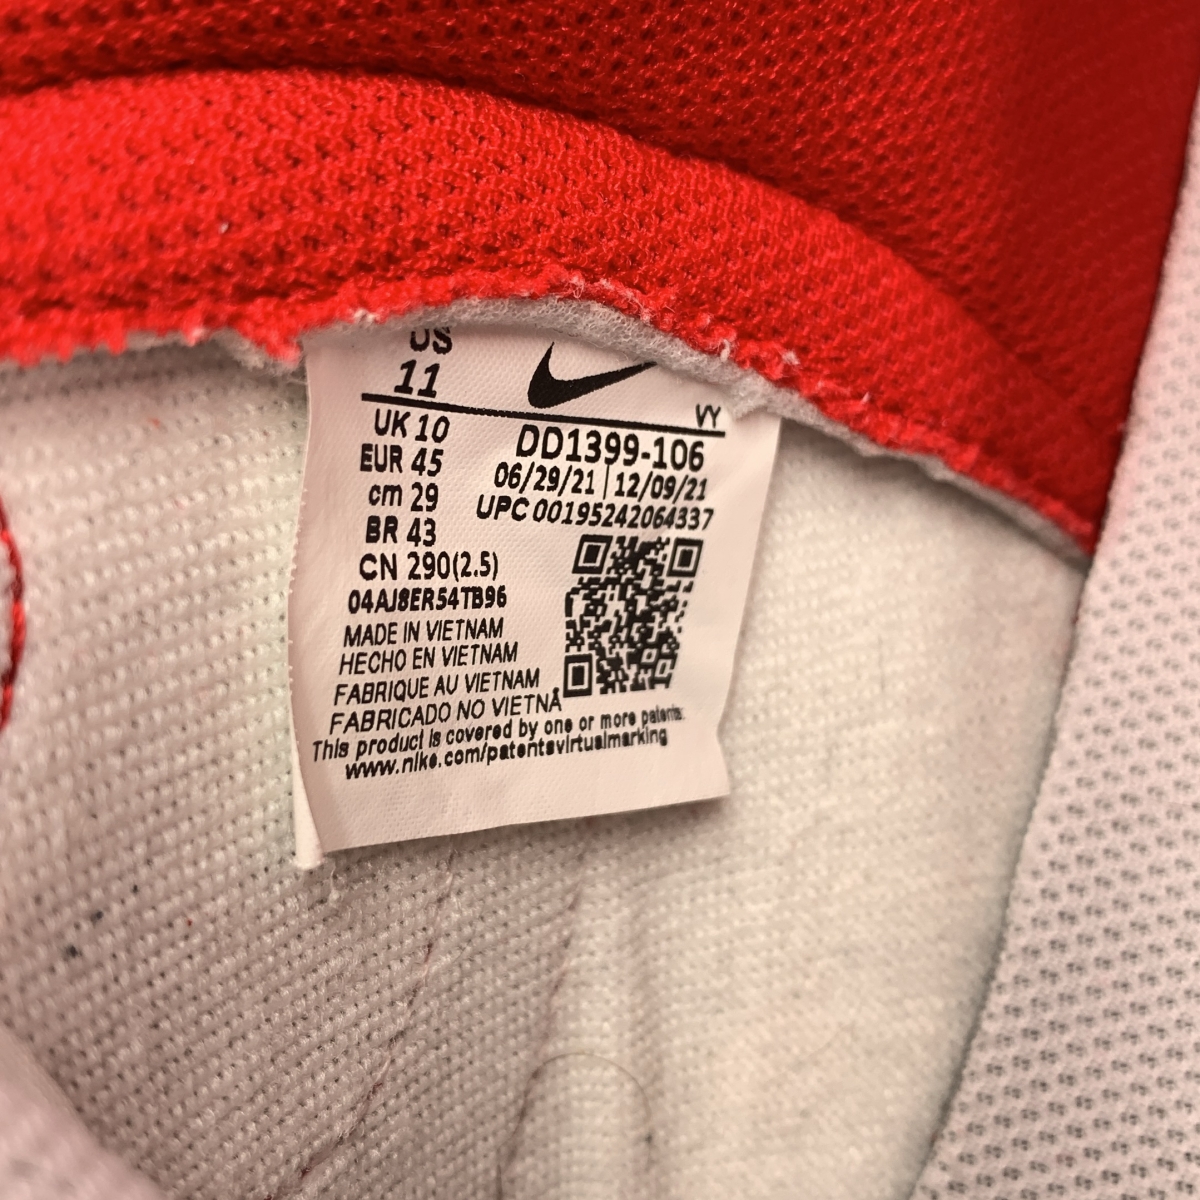 US
11
VY
UK 10
EUR 45
cm 29
BR 43
CN 290(2.5)
DD1399-106
06/29/21 | 12/09/21
UPC 00195242064337
04AJ8ER54TB96
MADE IN VIETNAM
HECHO EN VIETNAM
FABRIQUE AU VIETNAM
FABRICADO NO VIETNÃ
This product is covered by one or more patents.
www.nike.com/patentsvirtualmarking